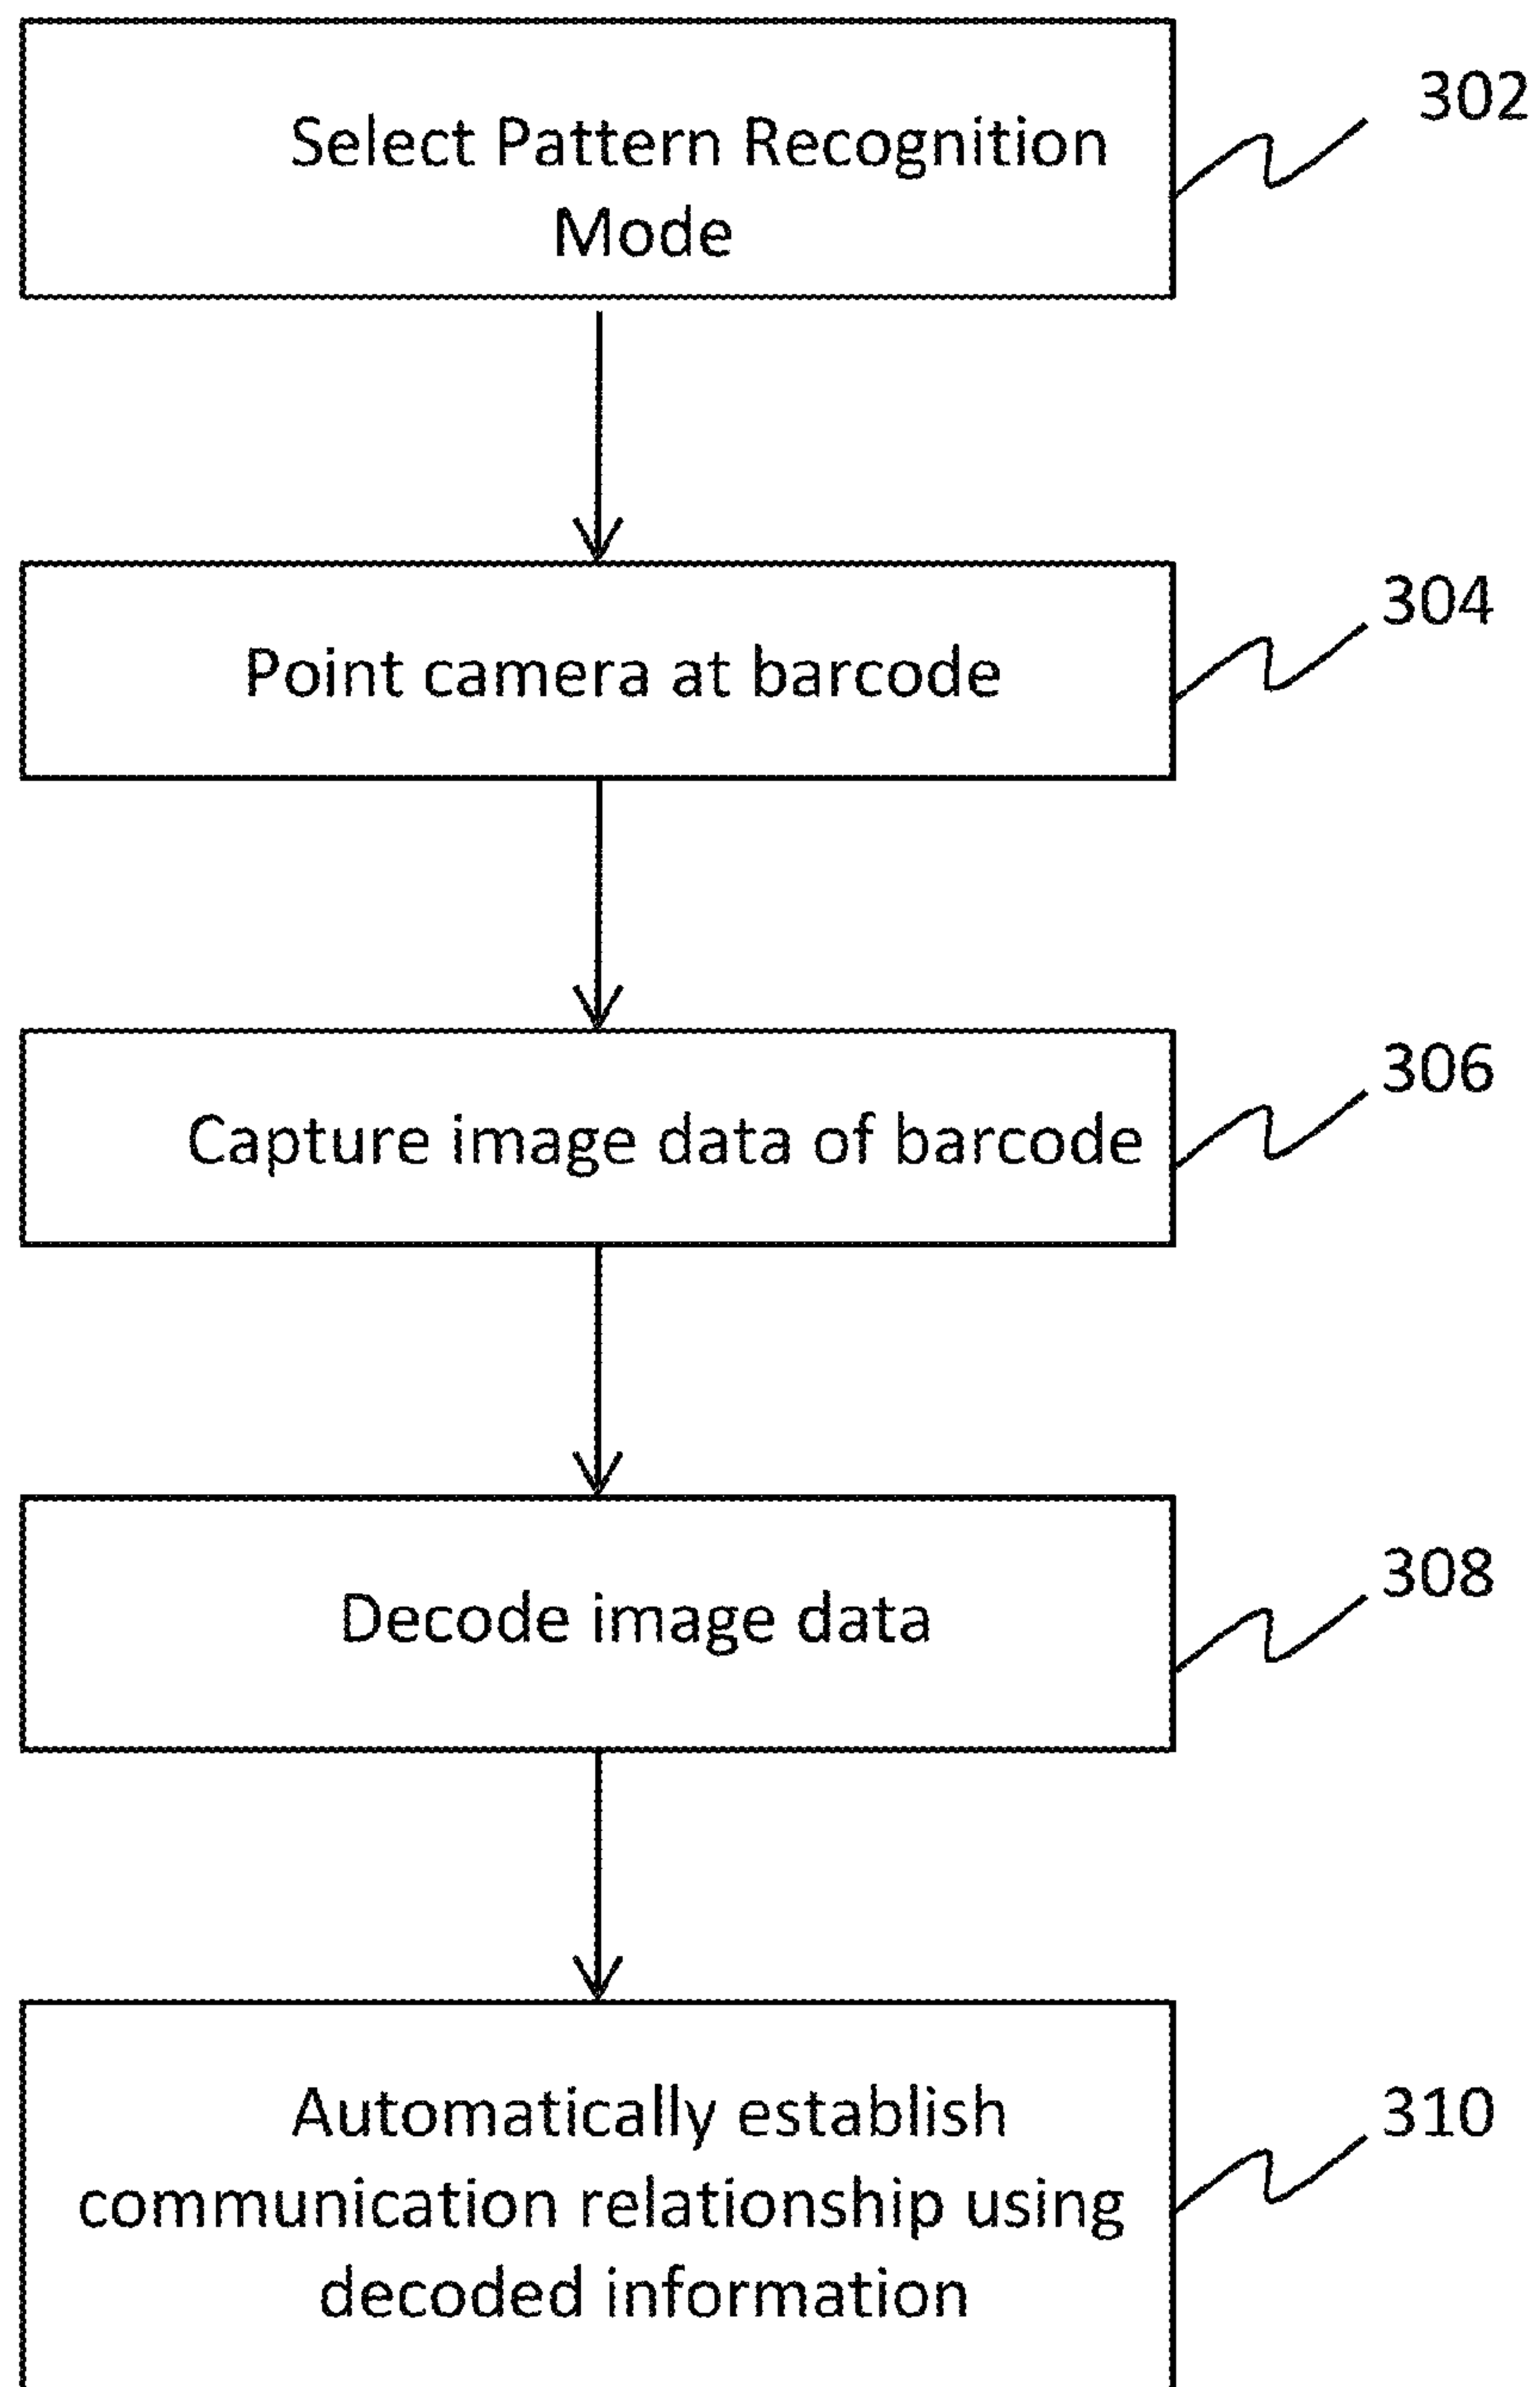 Select Pattern Recognition
Mode
302
Point camera at barcode
304
Capture image data of barcode
306
Decode image data
308
Automatically establish
communication relationship using
decoded information
310